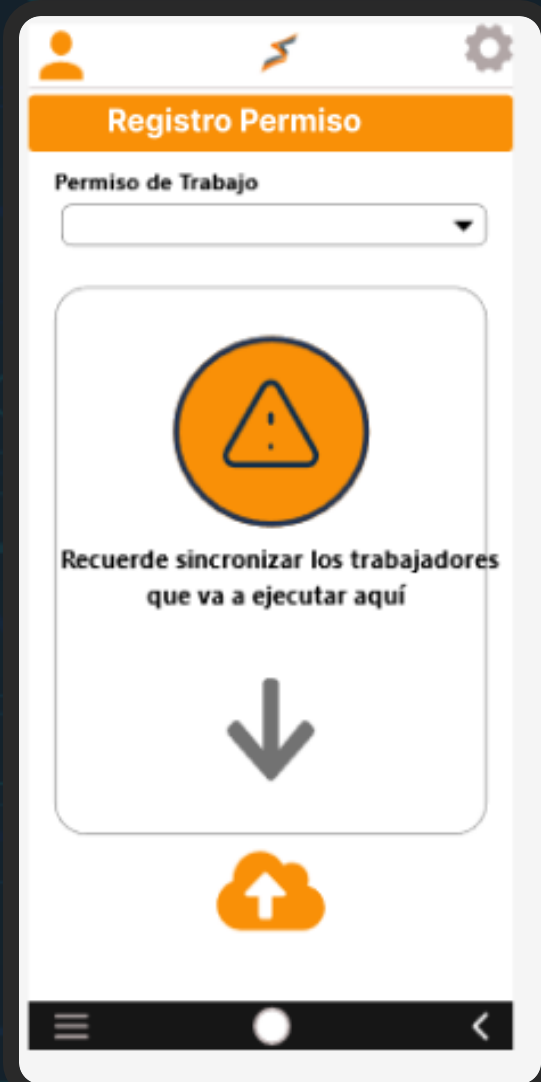 Registro Permiso
Permiso de Trabajo
Recuerde sincronizar los trabajadores
que va a ejecutar aquí